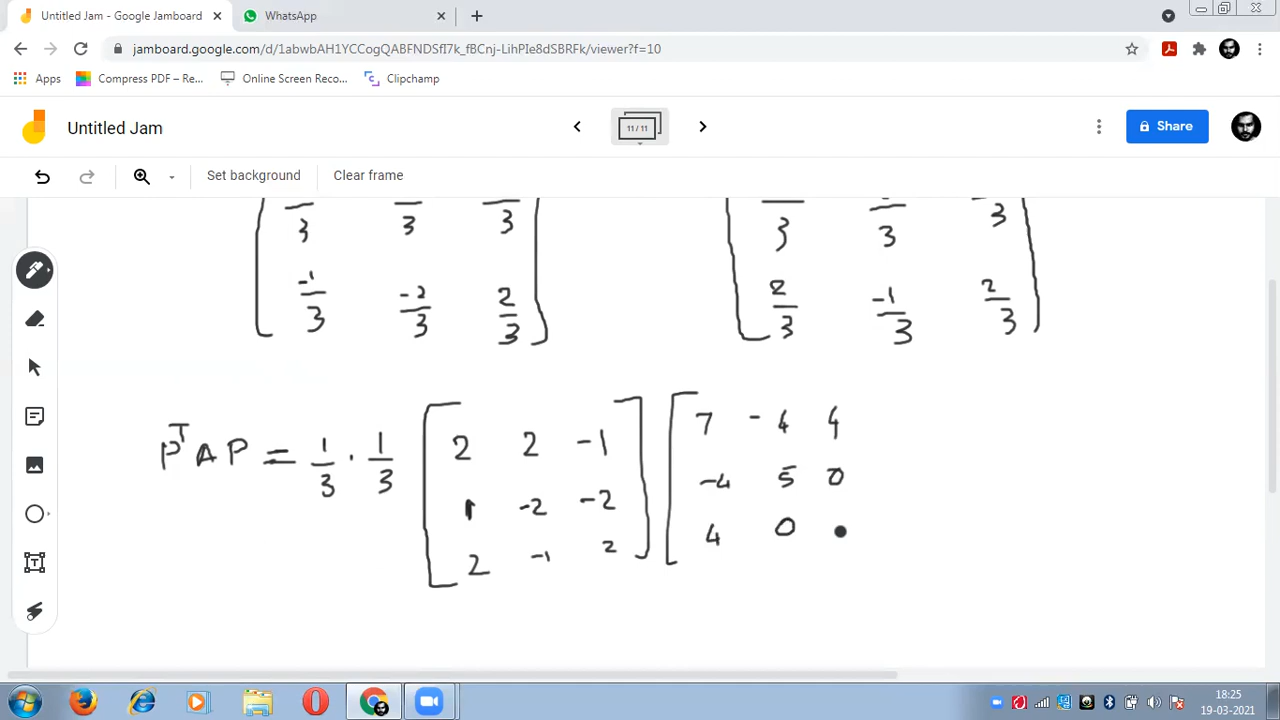 Untitled Jam - Google Jamboard
WhatsApp
jamboard.google.com/d/1abwbAH1YCCogQABFNDSfI7k_fBCnj-LihPIe8dSBRFk/viewer?f=10
Apps Compress PDF – Re... Online Screen Reco... Clipchamp
Untitled Jam
11 / 11
Share
Set background Clear frame
3 3 3 3 3 3
-1/3 -2/3 2/3 2/3 -1/3 2/3
PᵀAP = 1/3 · 1/3
2 2 -1 7 -4 4
1 -2 -2 -4 5 0
2 -1 2 4 0
18:25
19-03-2021